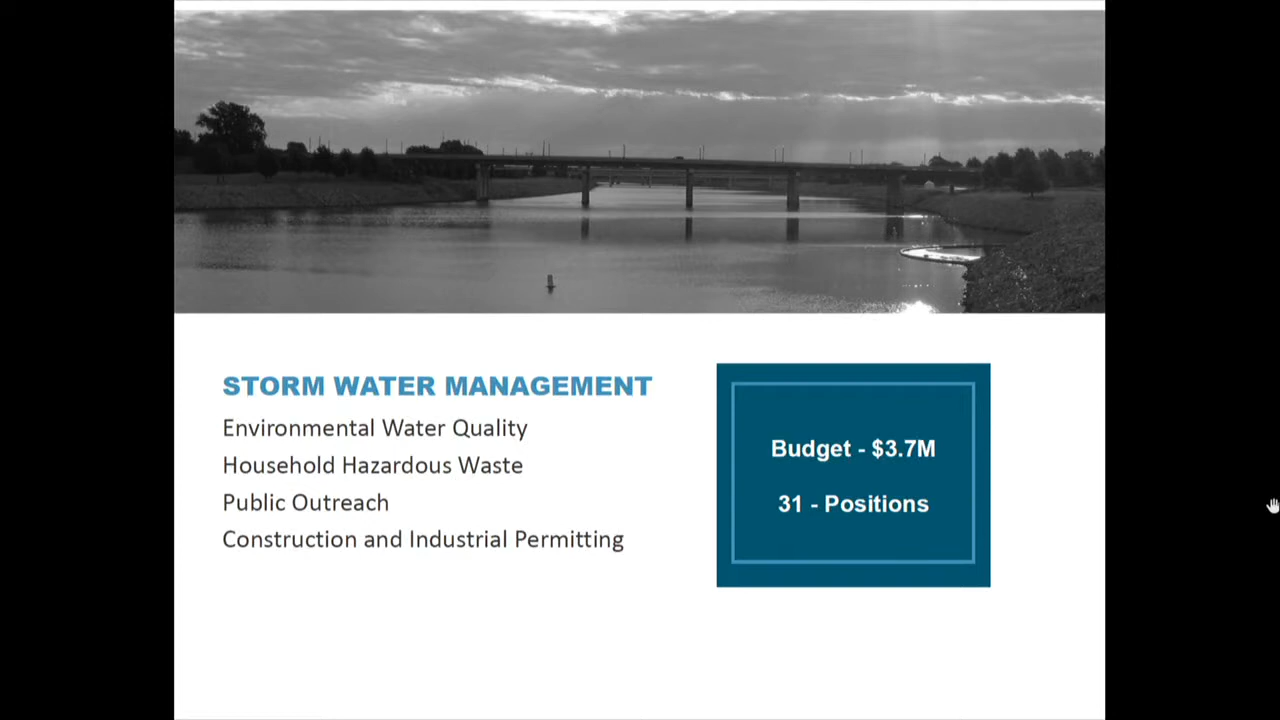 STORM WATER MANAGEMENT
Environmental Water Quality
Household Hazardous Waste
Public Outreach
Construction and Industrial Permitting
Budget - $3.7M
31 - Positions